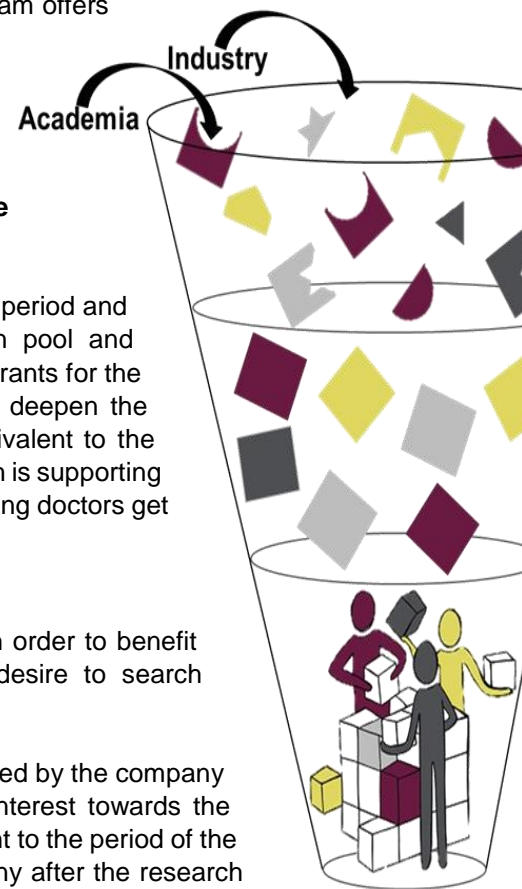 am offers
Industry
Academia
e
period and
pool and
rants for the
deepen the
ivalent to the
n is supporting
ng doctors get
n order to benefit
desire to search
ed by the company
nterest towards the
nt to the period of the
ny after the research